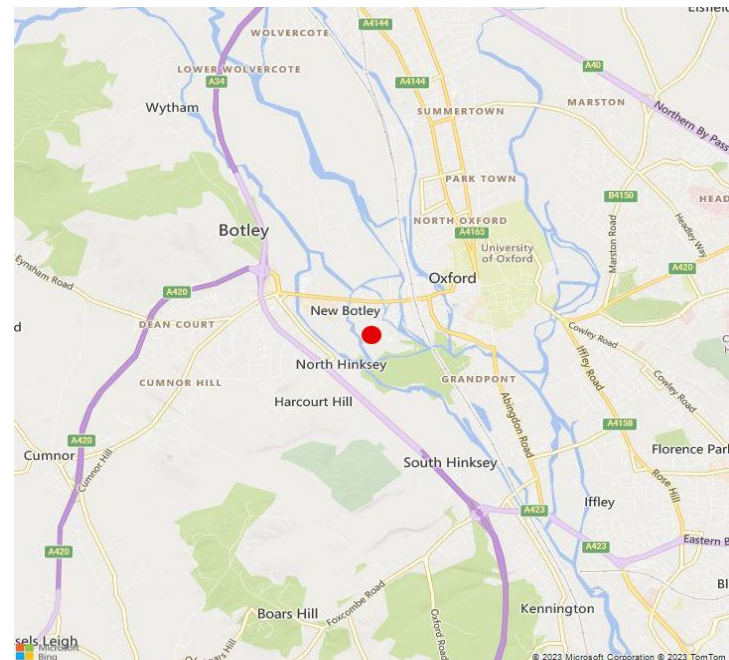 Elsfield
A4144
WOLVERCOTE
A40
LOWER WOLVERCOTE
A34
A4144
Wytham
MARSTON
SUMMERTOWN
Northern By Pass
PARK TOWN
B4150
HEAD
NORTH OXFORD
Botley
A4165
University
of Oxford
Marston Road
Headley Way
Eynsham Road
A420
Oxford
A420
New Botley
DEAN COURT
Cowley Road
North Hinksey
Iffley Road
CUMNOR HILL
GRANDPONT
Cowley Road
Harcourt Hill
Abingdon Road
A4158
A420
Cumnor
Cumnor Hill
South Hinksey
Florence Park
Rose Hill
Iffley
A423
A420
A423
Eastern B
Bl
Foxcombe Road
Kennington
Boars Hill
Oxford Road
sels Leigh
Hill
Microsoft
Bing
© 2023 Microsoft Corporation © 2023 TomTom